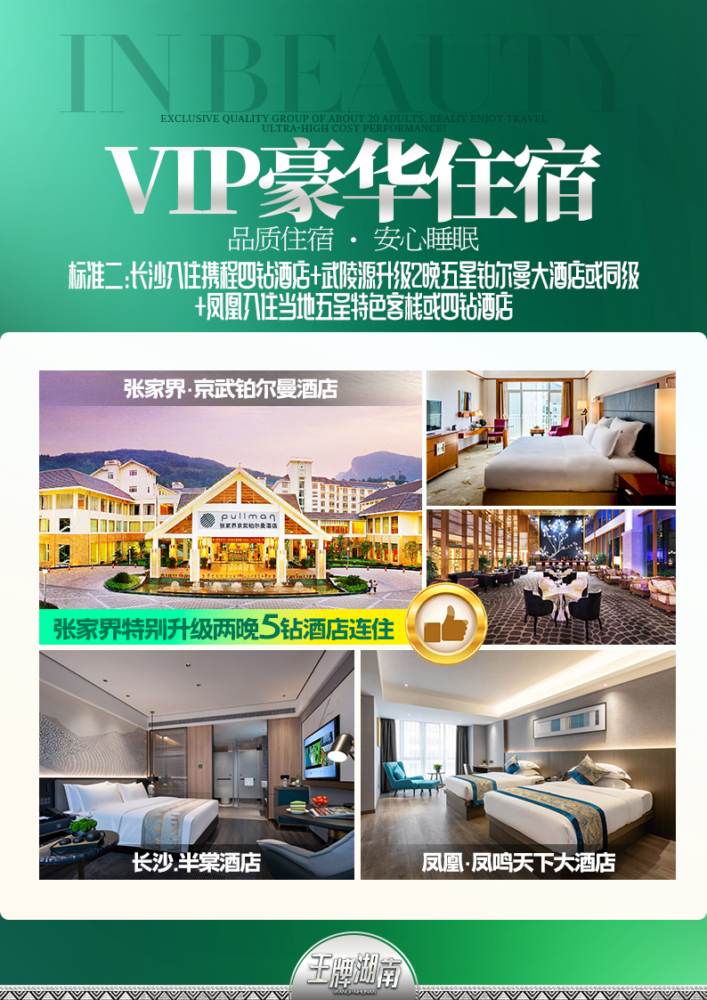 IN BEAUTY
EXCLUSIVE QUALITY GROUP OF ABOUT 20 ADULTS, REALIY ENJOY TRAVEL.
ULTRA-HIGH COST PERFORMANCE!
VIP豪华住宿
品质住宿 · 安心睡眠
标准二:长沙入住携程四钻酒店+武陵源升级2晚五星铂尔曼大酒店或同级
+凤凰入住当地五呈特色客栈或四钻酒店
张家界·京武铂尔曼酒店
pullman
张家界京武铂尔曼酒店
张家界特别升级两晚5钻酒店连住
长沙.半棠酒店
凤凰·凤鸣天下大酒店
王牌湖南
WANGPAIHUNAN